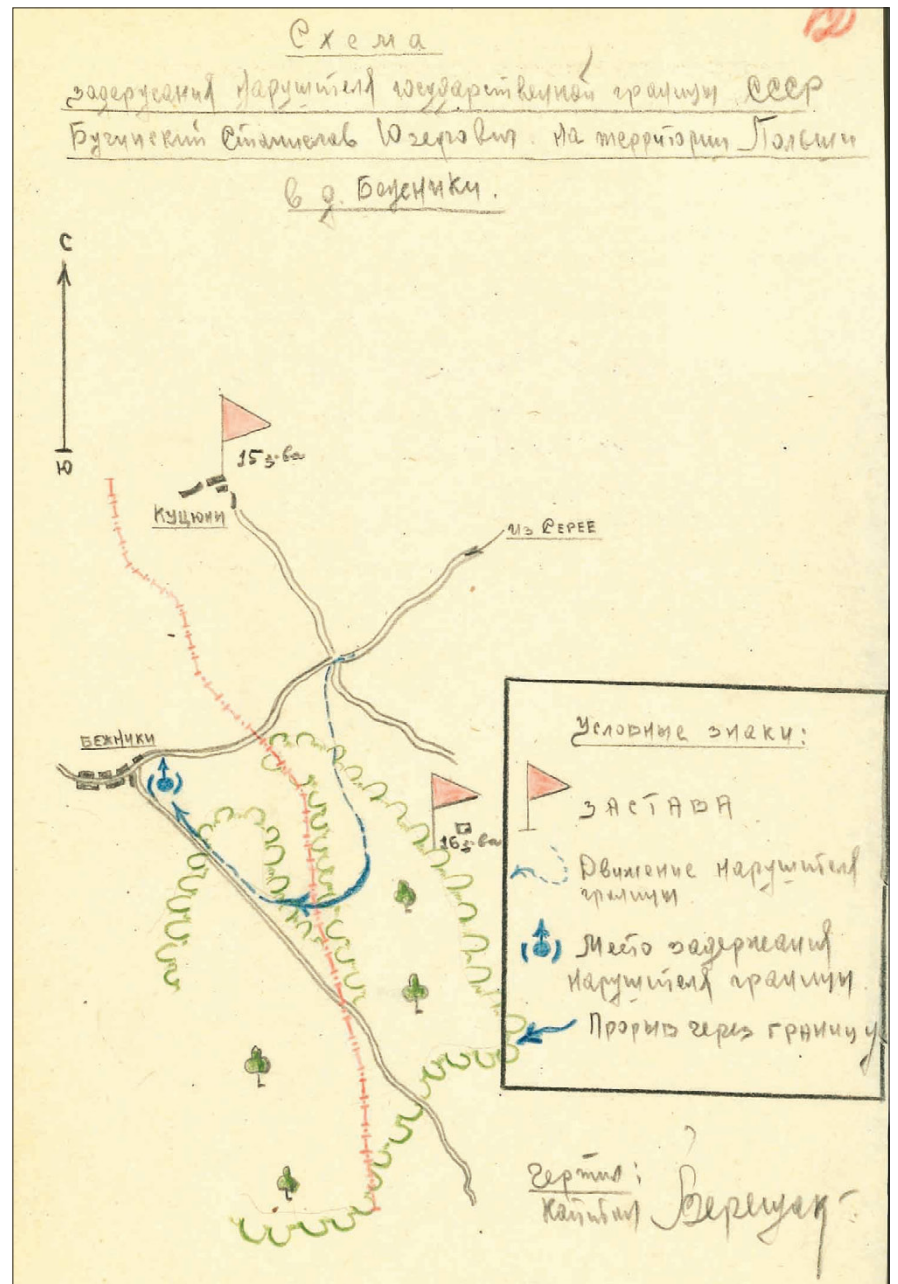 Схема
задержания нарушителя государственной границы СССР
Бучинский Станислав Юзефович на территории Польши
в д. Бежники.
С
Ю
15 з-ва
КУЦЮНИ
из СЕРЕЕ
БЕЖНИКИ
16 з-ва
Условные знаки:
ЗАСТАВА
Движение нарушителя
границы
Место задержания
нарушителя границы
Прорыв через границу
Чертил:
Капитан